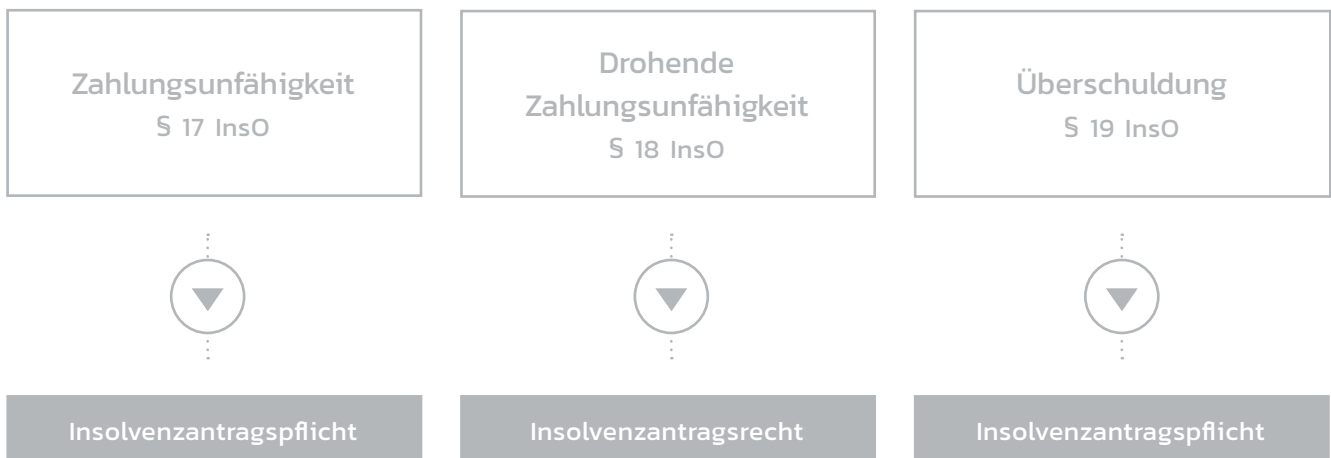 Zahlungsunfähigkeit
§ 17 InsO
Drohende
Zahlungsunfähigkeit
§ 18 InsO
Überschuldung
§ 19 InsO
Insolvenzantragspflicht
Insolvenzantragsrecht
Insolvenzantragspflicht